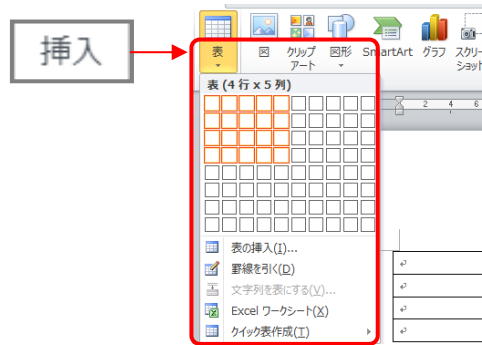 挿入
表
図
クリップ
アート
図形
SmartArt
グラフ
スクリー
ショット
表 (4 行 x 5 列)
2 4 6
表の挿入(I)...
罫線を引く(D)
文字列を表にする(V)...
Excel ワークシート(X)
クイック表作成(T)